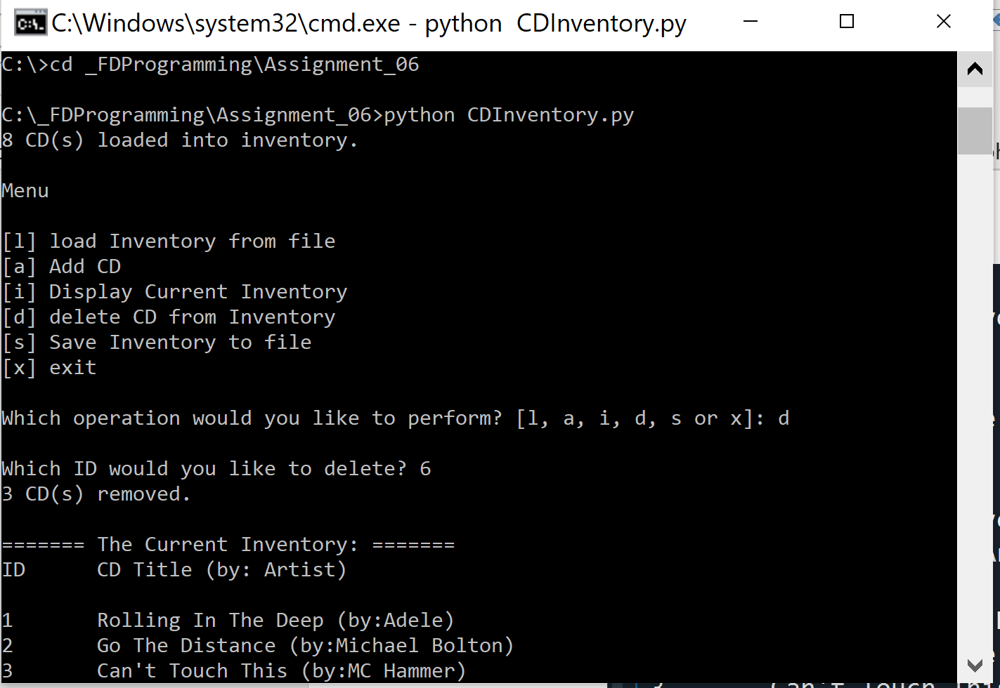 C:\Windows\system32\cmd.exe - python  CDInventory.py
C:\>cd _FDProgramming\Assignment_06
C:\_FDProgramming\Assignment_06>python CDInventory.py
8 CD(s) loaded into inventory.
Menu
[l] load Inventory from file
[a] Add CD
[i] Display Current Inventory
[d] delete CD from Inventory
[s] Save Inventory to file
[x] exit
Which operation would you like to perform? [l, a, i, d, s or x]: d
Which ID would you like to delete? 6
3 CD(s) removed.
======= The Current Inventory: =======
ID      CD Title (by: Artist)
1       Rolling In The Deep (by:Adele)
2       Go The Distance (by:Michael Bolton)
3       Can't Touch This (by:MC Hammer)